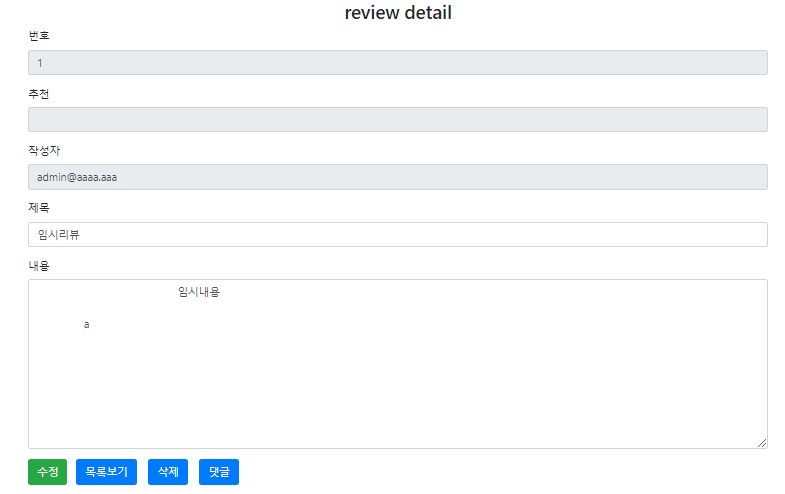 review detail
번호
1
추천
작성자
admin@aaaa.aaa
제목
임시리뷰
내용
임시내용
a
수정 목록보기 삭제 댓글